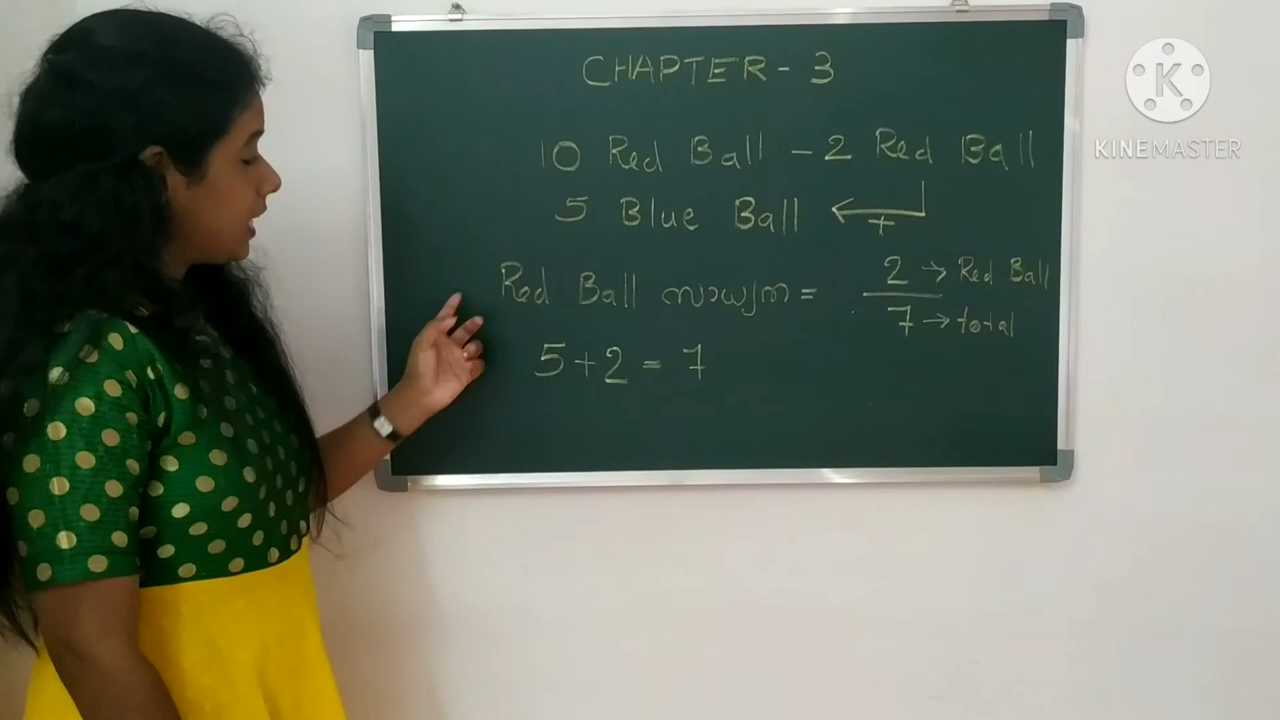 CHAPTER - 3
10 Red Ball - 2 Red Ball
5 Blue Ball ← +
Red Ball സാധ്യത = 2 → Red Ball
7 → total
5 + 2 = 7
K
KINEMASTER